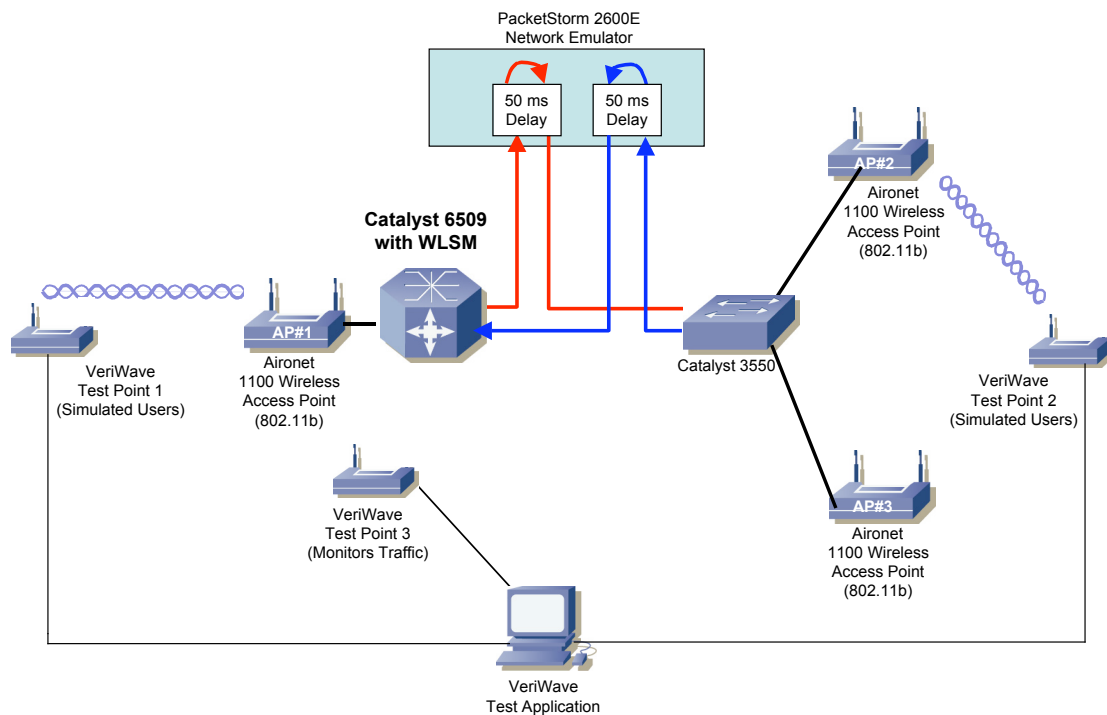 PacketStorm 2600E
Network Emulator
50 ms
Delay
50 ms
Delay
AP#2
Aironet
1100 Wireless
Access Point
(802.11b)
Catalyst 6509
with WLSM
AP#1
Aironet
1100 Wireless
Access Point
(802.11b)
VeriWave
Test Point 1
(Simulated Users)
Catalyst 3550
VeriWave
Test Point 2
(Simulated Users)
VeriWave
Test Point 3
(Monitors Traffic)
AP#3
Aironet
1100 Wireless
Access Point
(802.11b)
VeriWave
Test Application